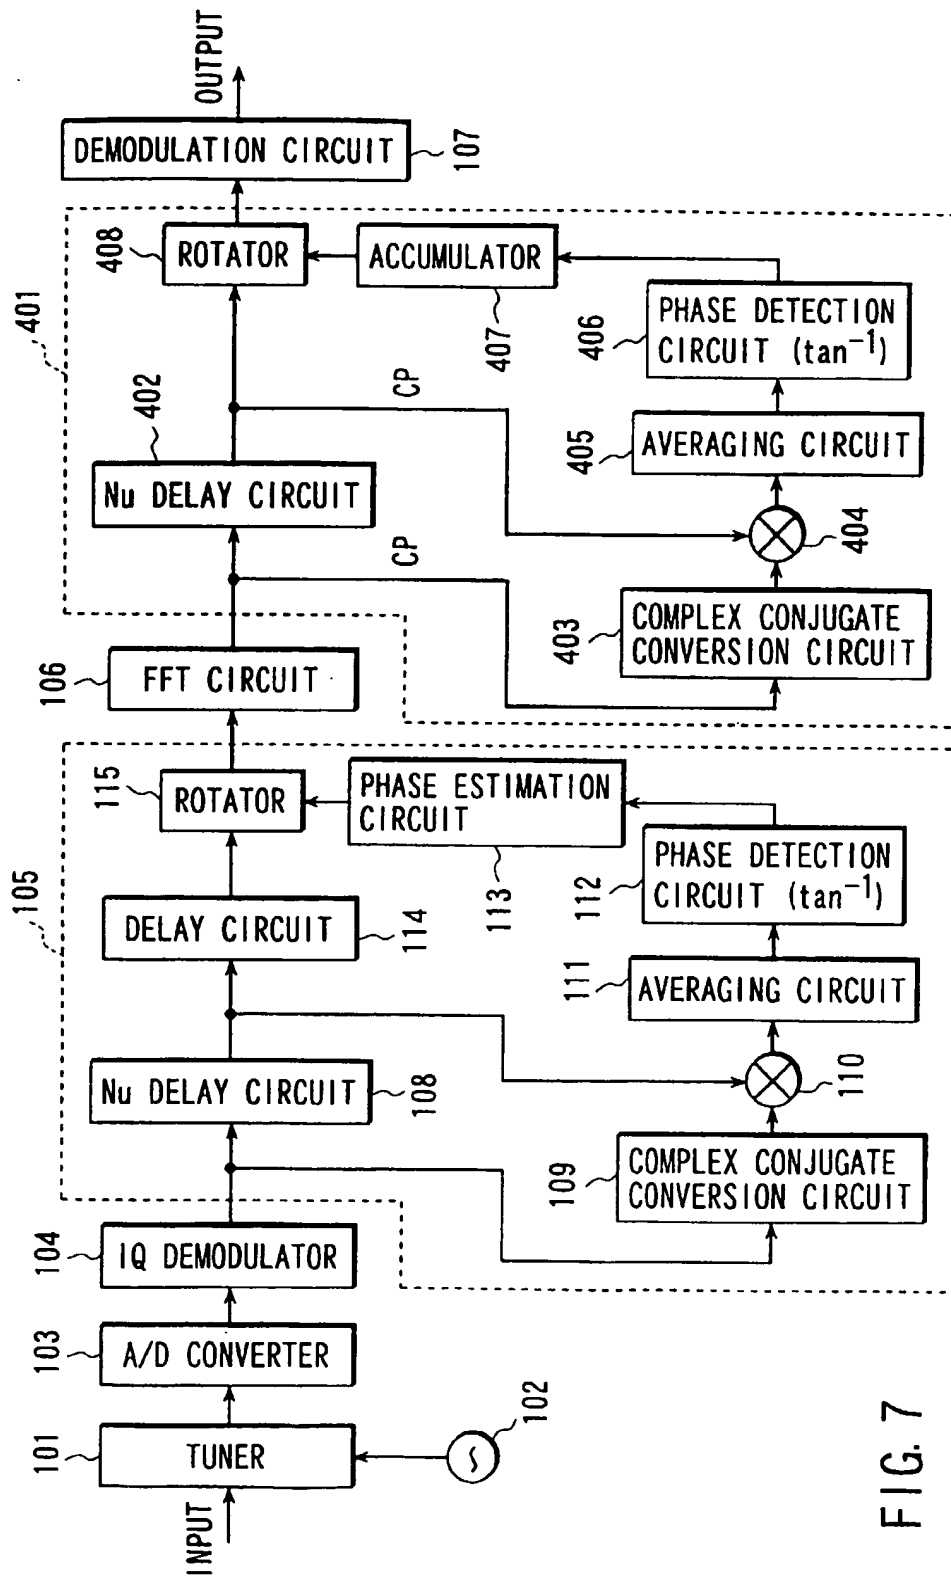 INPUT
101
TUNER
102
103
A/D CONVERTER
104
IQ DEMODULATOR
105
Nu DELAY CIRCUIT
108
109
COMPLEX CONJUGATE
CONVERSION CIRCUIT
110
111
AVERAGING CIRCUIT
112
PHASE DETECTION
CIRCUIT (tan⁻¹)
113
PHASE ESTIMATION
CIRCUIT
DELAY CIRCUIT
114
115
ROTATOR
106
FFT CIRCUIT
401
CP
Nu DELAY CIRCUIT
402
CP
403
COMPLEX CONJUGATE
CONVERSION CIRCUIT
404
405
AVERAGING CIRCUIT
406
PHASE DETECTION
CIRCUIT (tan⁻¹)
407
ACCUMULATOR
408
ROTATOR
DEMODULATION CIRCUIT
107
OUTPUT
FIG. 7